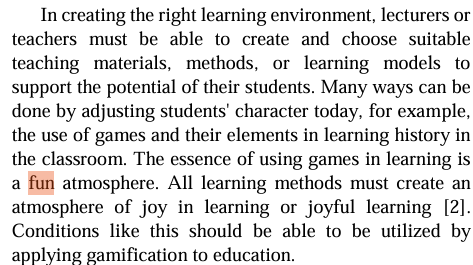 In creating the right learning environment, lecturers or
teachers must be able to create and choose suitable
teaching materials, methods, or learning models to
support the potential of their students. Many ways can be
done by adjusting students' character today, for example,
the use of games and their elements in learning history in
the classroom. The essence of using games in learning is
a fun atmosphere. All learning methods must create an
atmosphere of joy in learning or joyful learning [2].
Conditions like this should be able to be utilized by
applying gamification to education.